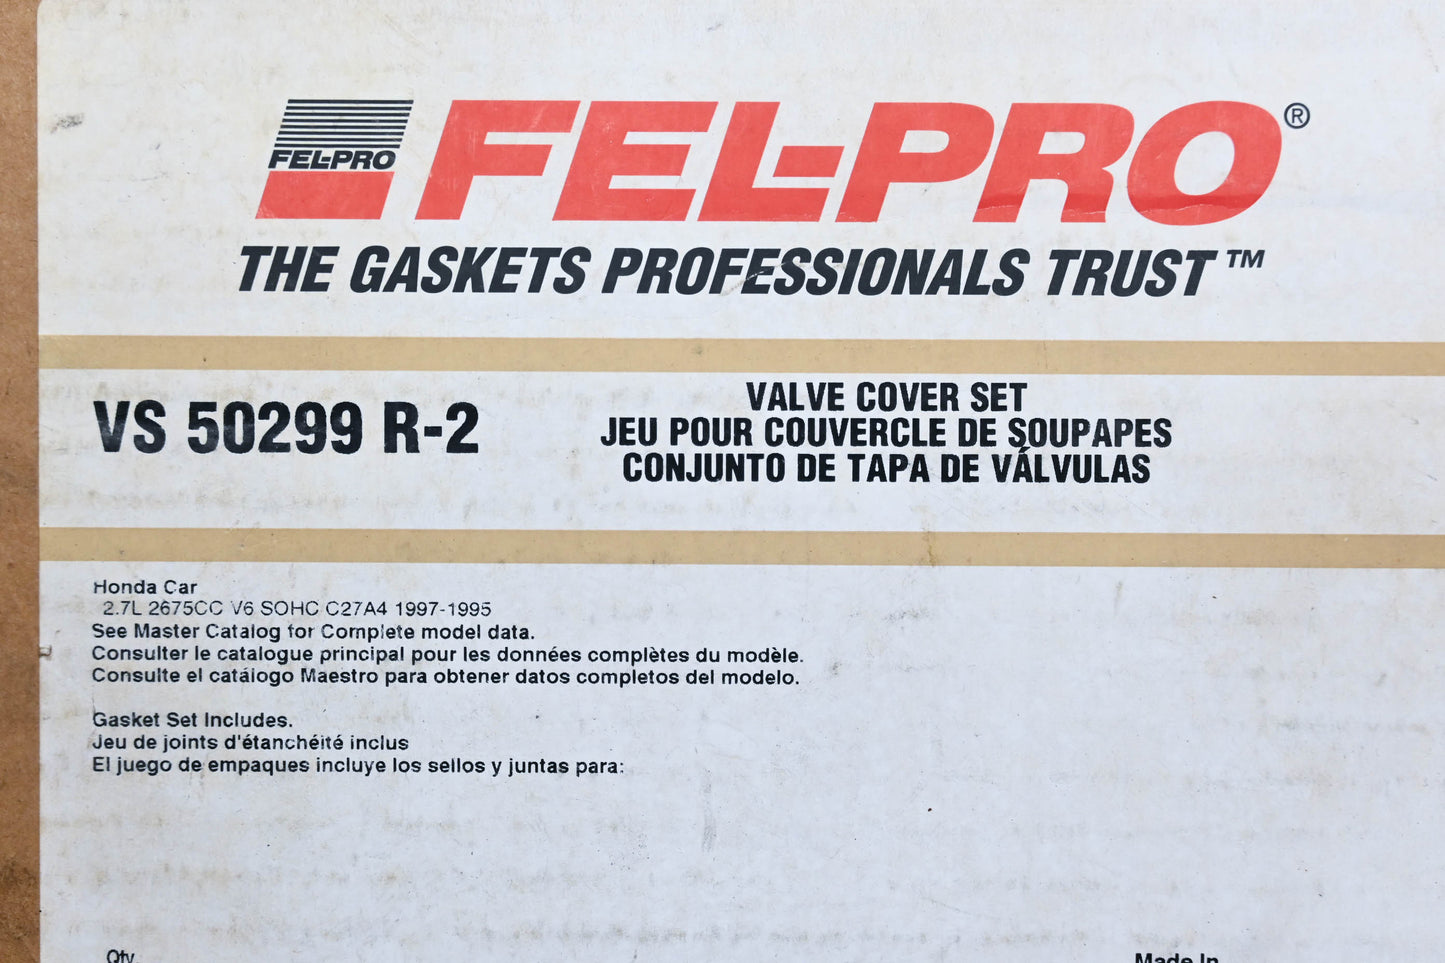 FEL-PRO
FEL-PRO®
THE GASKETS PROFESSIONALS TRUST™
VS 50299 R-2
VALVE COVER SET
JEU POUR COUVERCLE DE SOUPAPES
CONJUNTO DE TAPA DE VÁLVULAS
Honda Car
2.7L 2675CC V6 SOHC C27A4 1997-1995
See Master Catalog for Complete model data.
Consulter le catalogue principal pour les données complètes du modèle.
Consulte el catálogo Maestro para obtener datos completos del modelo.
Gasket Set Includes.
Jeu de joints d'étanchéité inclus
El juego de empaques incluye los sellos y juntas para:
Qty.
Made In